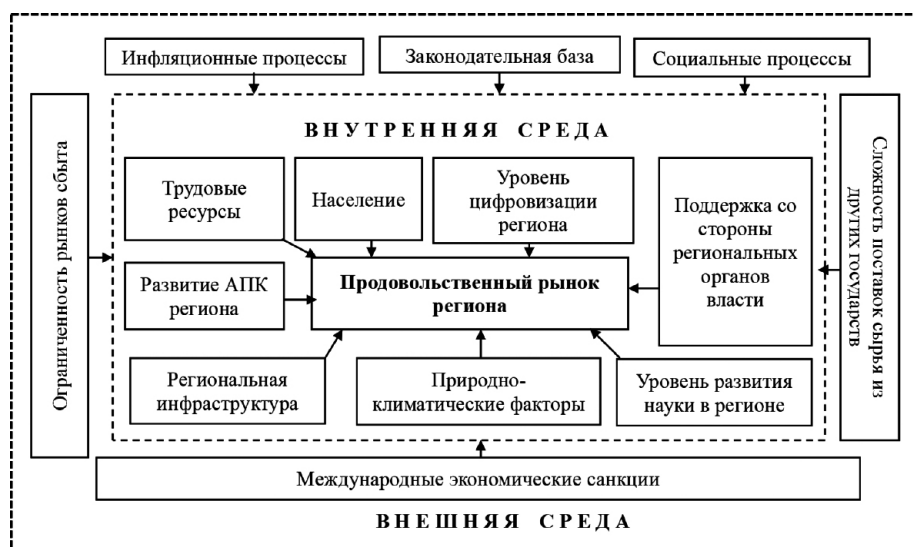 Инфляционные процессы
Законодательная база
Социальные процессы
Ограниченность рынков сбыта
ВНУТРЕННЯЯ СРЕДА
Трудовые
ресурсы
Население
Уровень
цифровизации
региона
Поддержка со
стороны
региональных
органов
власти
Сложность поставок сырья из
других государств
Развитие АПК
региона
Продовольственный рынок
региона
Региональная
инфраструктура
Природно-
климатические факторы
Уровень развития
науки в регионе
Международные экономические санкции
ВНЕШНЯЯ СРЕДА